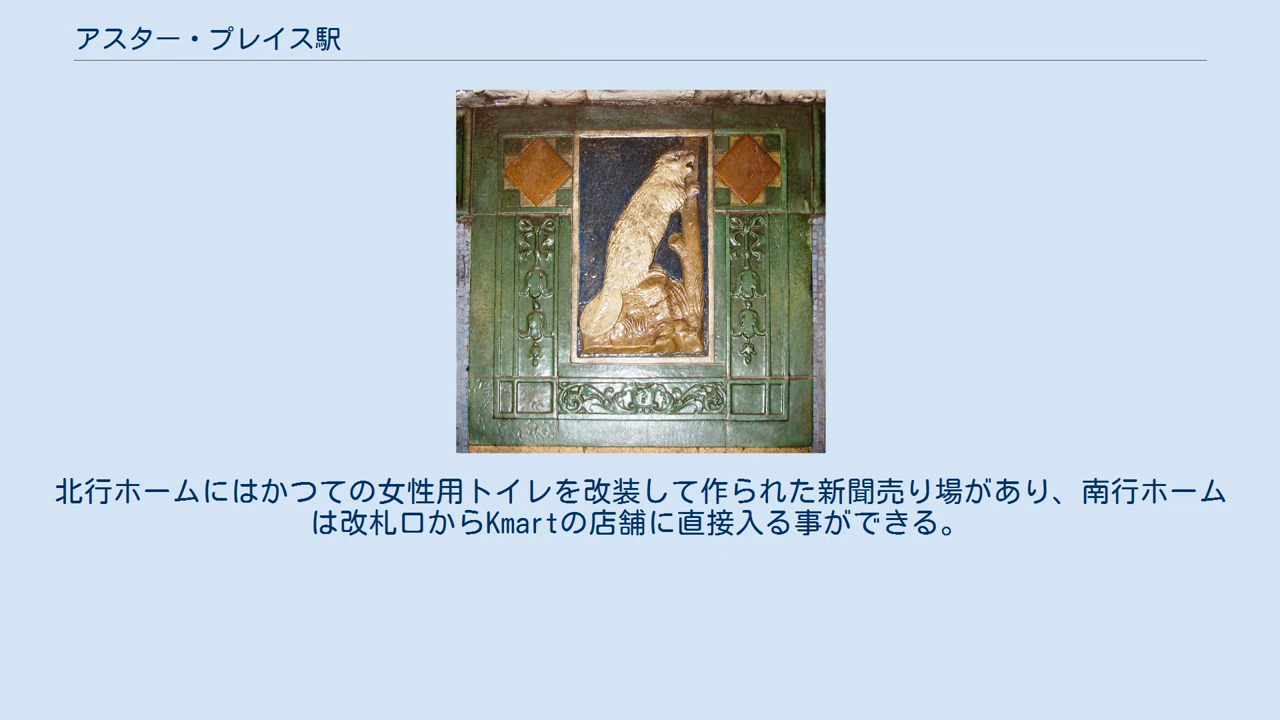 アスター・プレイス駅
北行ホームにはかつての女性用トイレを改装して作られた新聞売り場があり、南行ホーム
は改札口からKmartの店舗に直接入る事ができる。